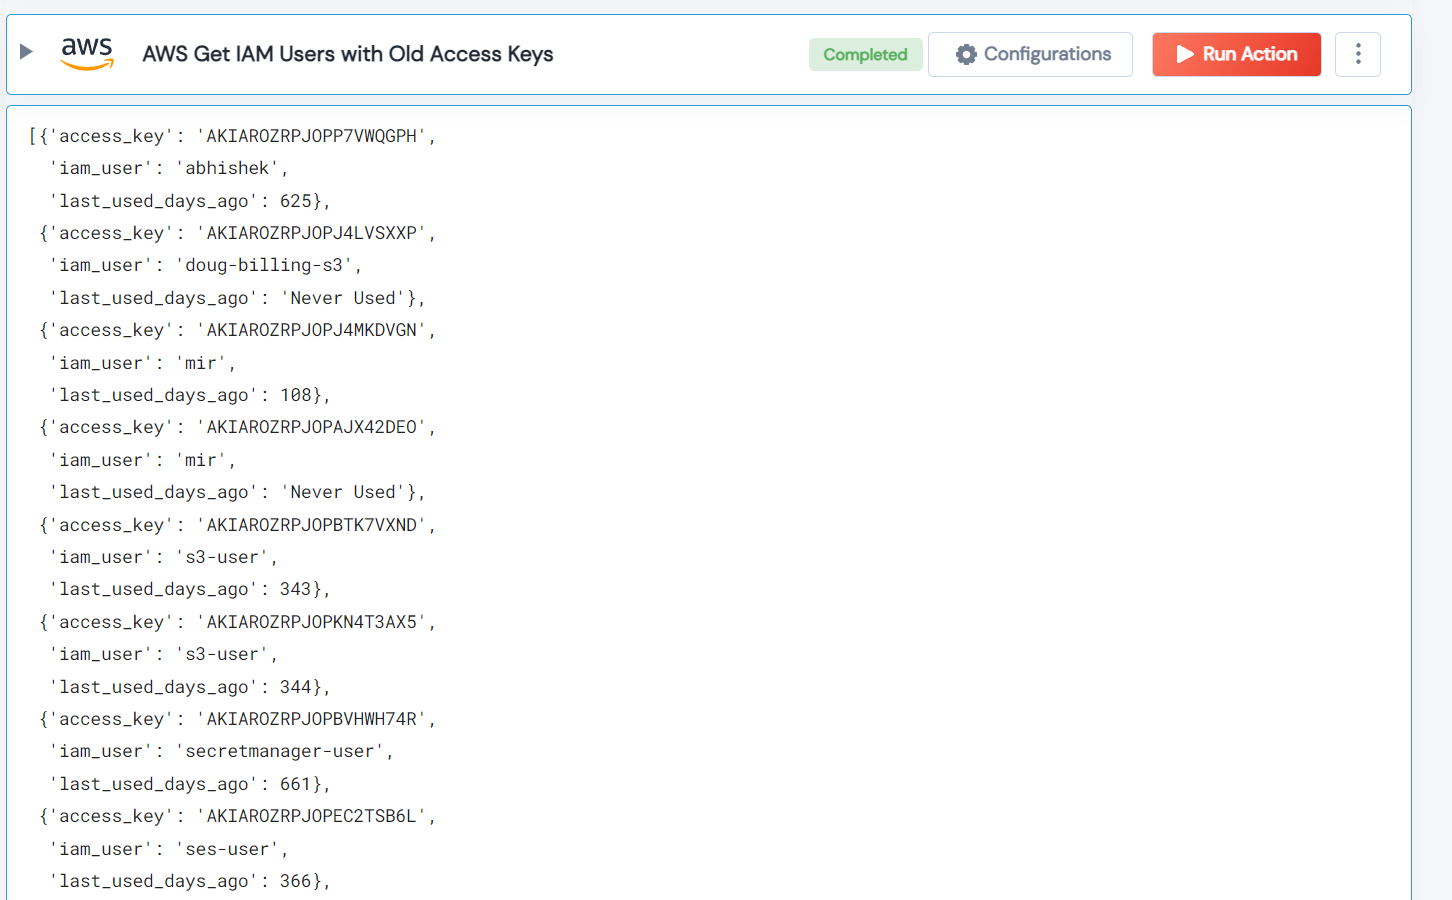 aws
AWS Get IAM Users with Old Access Keys
Completed
Configurations
Run Action
[{'access_key': 'AKIAROZRPJOPP7VWQGPH',
'iam_user': 'abhishek',
'last_used_days_ago': 625},
{'access_key': 'AKIAROZRPJOPJ4LVSXXP',
'iam_user': 'doug-billing-s3',
'last_used_days_ago': 'Never Used'},
{'access_key': 'AKIAROZRPJOPJ4MKDVGN',
'iam_user': 'mir',
'last_used_days_ago': 108},
{'access_key': 'AKIAROZRPJOPAJX42DEO',
'iam_user': 'mir',
'last_used_days_ago': 'Never Used'},
{'access_key': 'AKIAROZRPJOPBTK7VXND',
'iam_user': 's3-user',
'last_used_days_ago': 343},
{'access_key': 'AKIAROZRPJOPKN4T3AX5',
'iam_user': 's3-user',
'last_used_days_ago': 344},
{'access_key': 'AKIAROZRPJOPBVHWH74R',
'iam_user': 'secretmanager-user',
'last_used_days_ago': 661},
{'access_key': 'AKIAROZRPJOPEC2TSB6L',
'iam_user': 'ses-user',
'last_used_days_ago': 366},